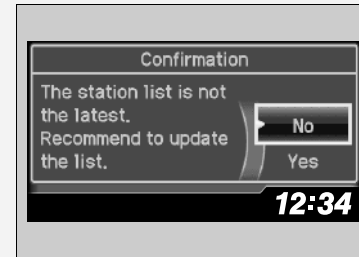 Confirmation
The station list is not
the latest.
Recommend to update
the list.
No
Yes
12:34